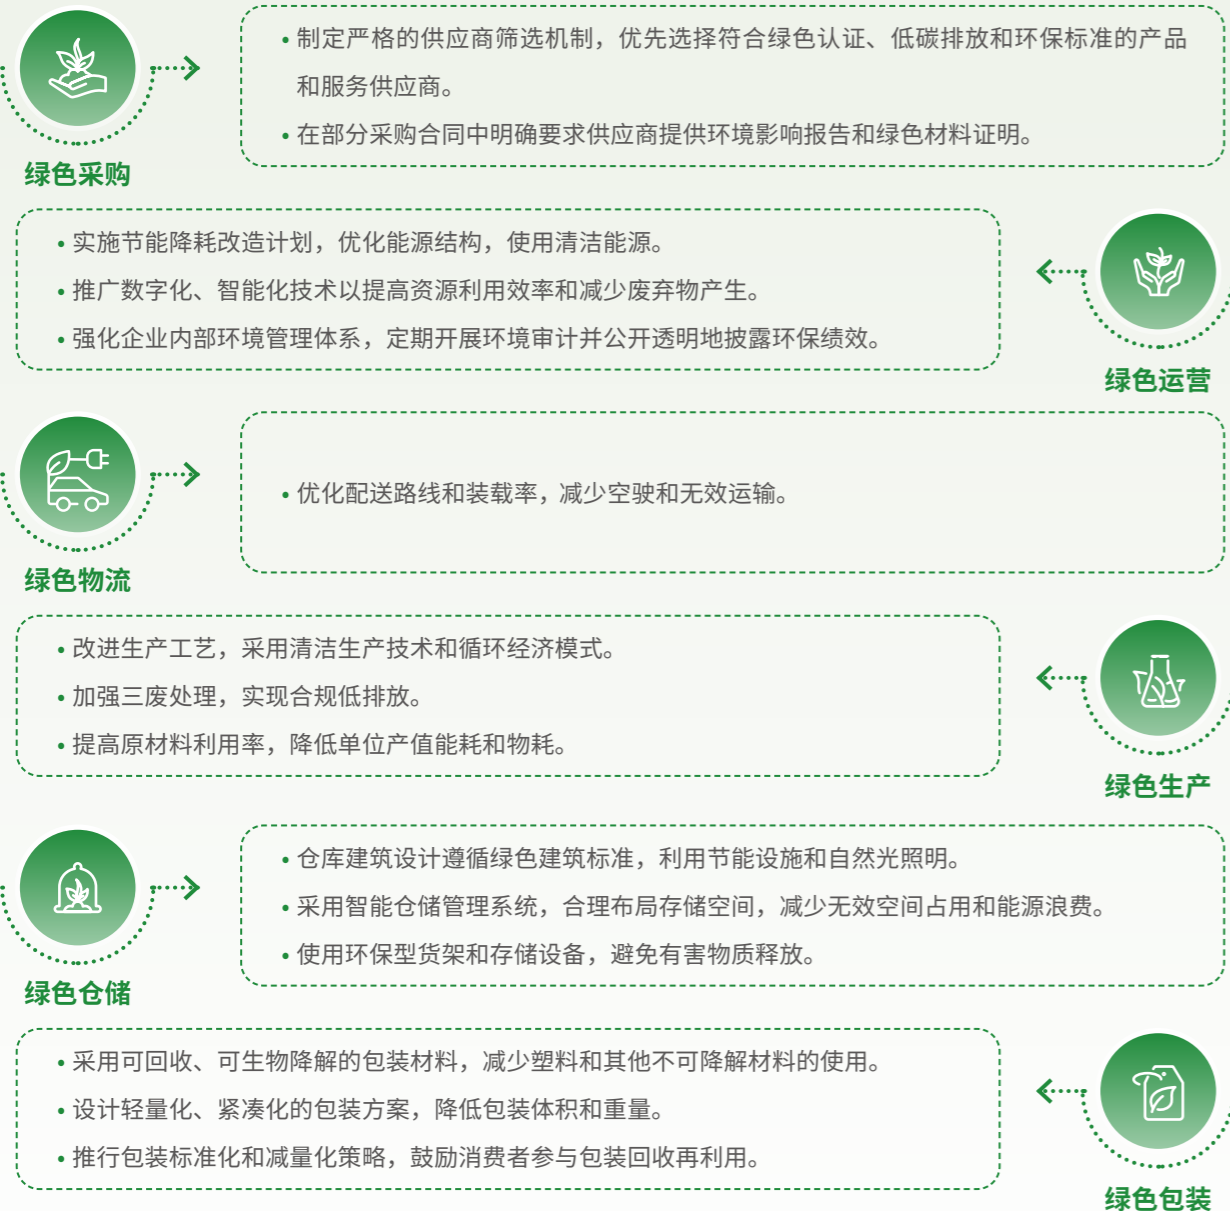 • 制定严格的供应商筛选机制，优先选择符合绿色认证、低碳排放和环保标准的产品
和服务供应商。
• 在部分采购合同中明确要求供应商提供环境影响报告和绿色材料证明。
绿色采购
• 实施节能降耗改造计划，优化能源结构，使用清洁能源。
• 推广数字化、智能化技术以提高资源利用效率和减少废弃物产生。
• 强化企业内部环境管理体系，定期开展环境审计并公开透明地披露环保绩效。
绿色运营
• 优化配送路线和装载率，减少空驶和无效运输。
绿色物流
• 改进生产工艺，采用清洁生产技术和循环经济模式。
• 加强三废处理，实现合规低排放。
• 提高原材料利用率，降低单位产值能耗和物耗。
绿色生产
• 仓库建筑设计遵循绿色建筑标准，利用节能设施和自然光照明。
• 采用智能仓储管理系统，合理布局存储空间，减少无效空间占用和能源浪费。
• 使用环保型货架和存储设备，避免有害物质释放。
绿色仓储
• 采用可回收、可生物降解的包装材料，减少塑料和其他不可降解材料的使用。
• 设计轻量化、紧凑化的包装方案，降低包装体积和重量。
• 推行包装标准化和减量化策略，鼓励消费者参与包装回收再利用。
绿色包装